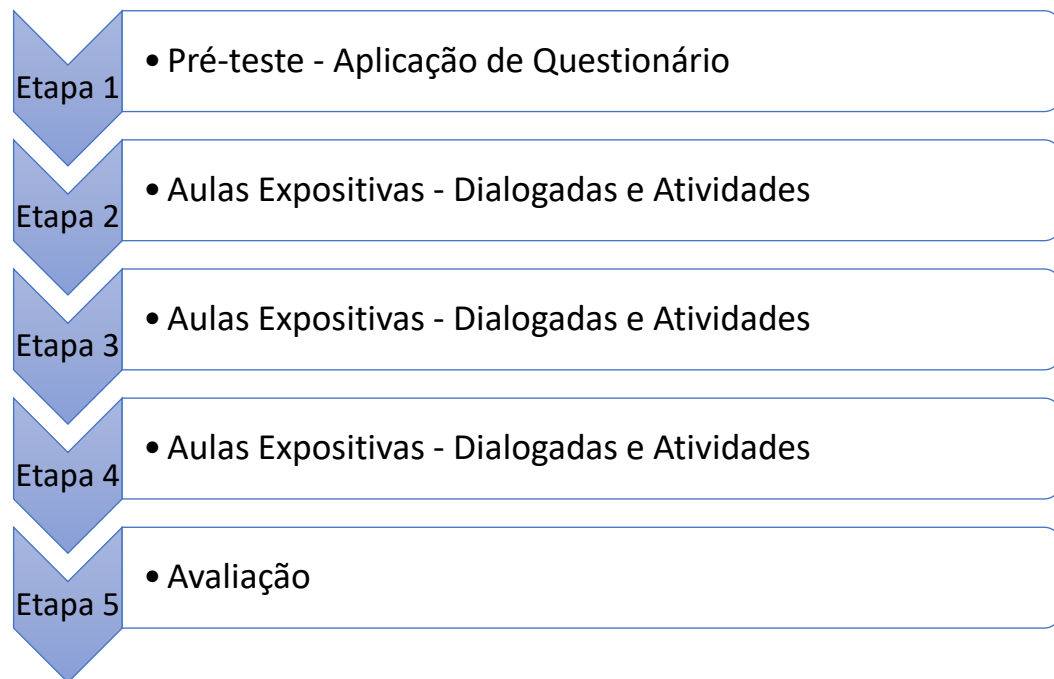 Etapa 1
• Pré-teste - Aplicação de Questionário
Etapa 2
• Aulas Expositivas - Dialogadas e Atividades
Etapa 3
• Aulas Expositivas - Dialogadas e Atividades
Etapa 4
• Aulas Expositivas - Dialogadas e Atividades
Etapa 5
• Avaliação